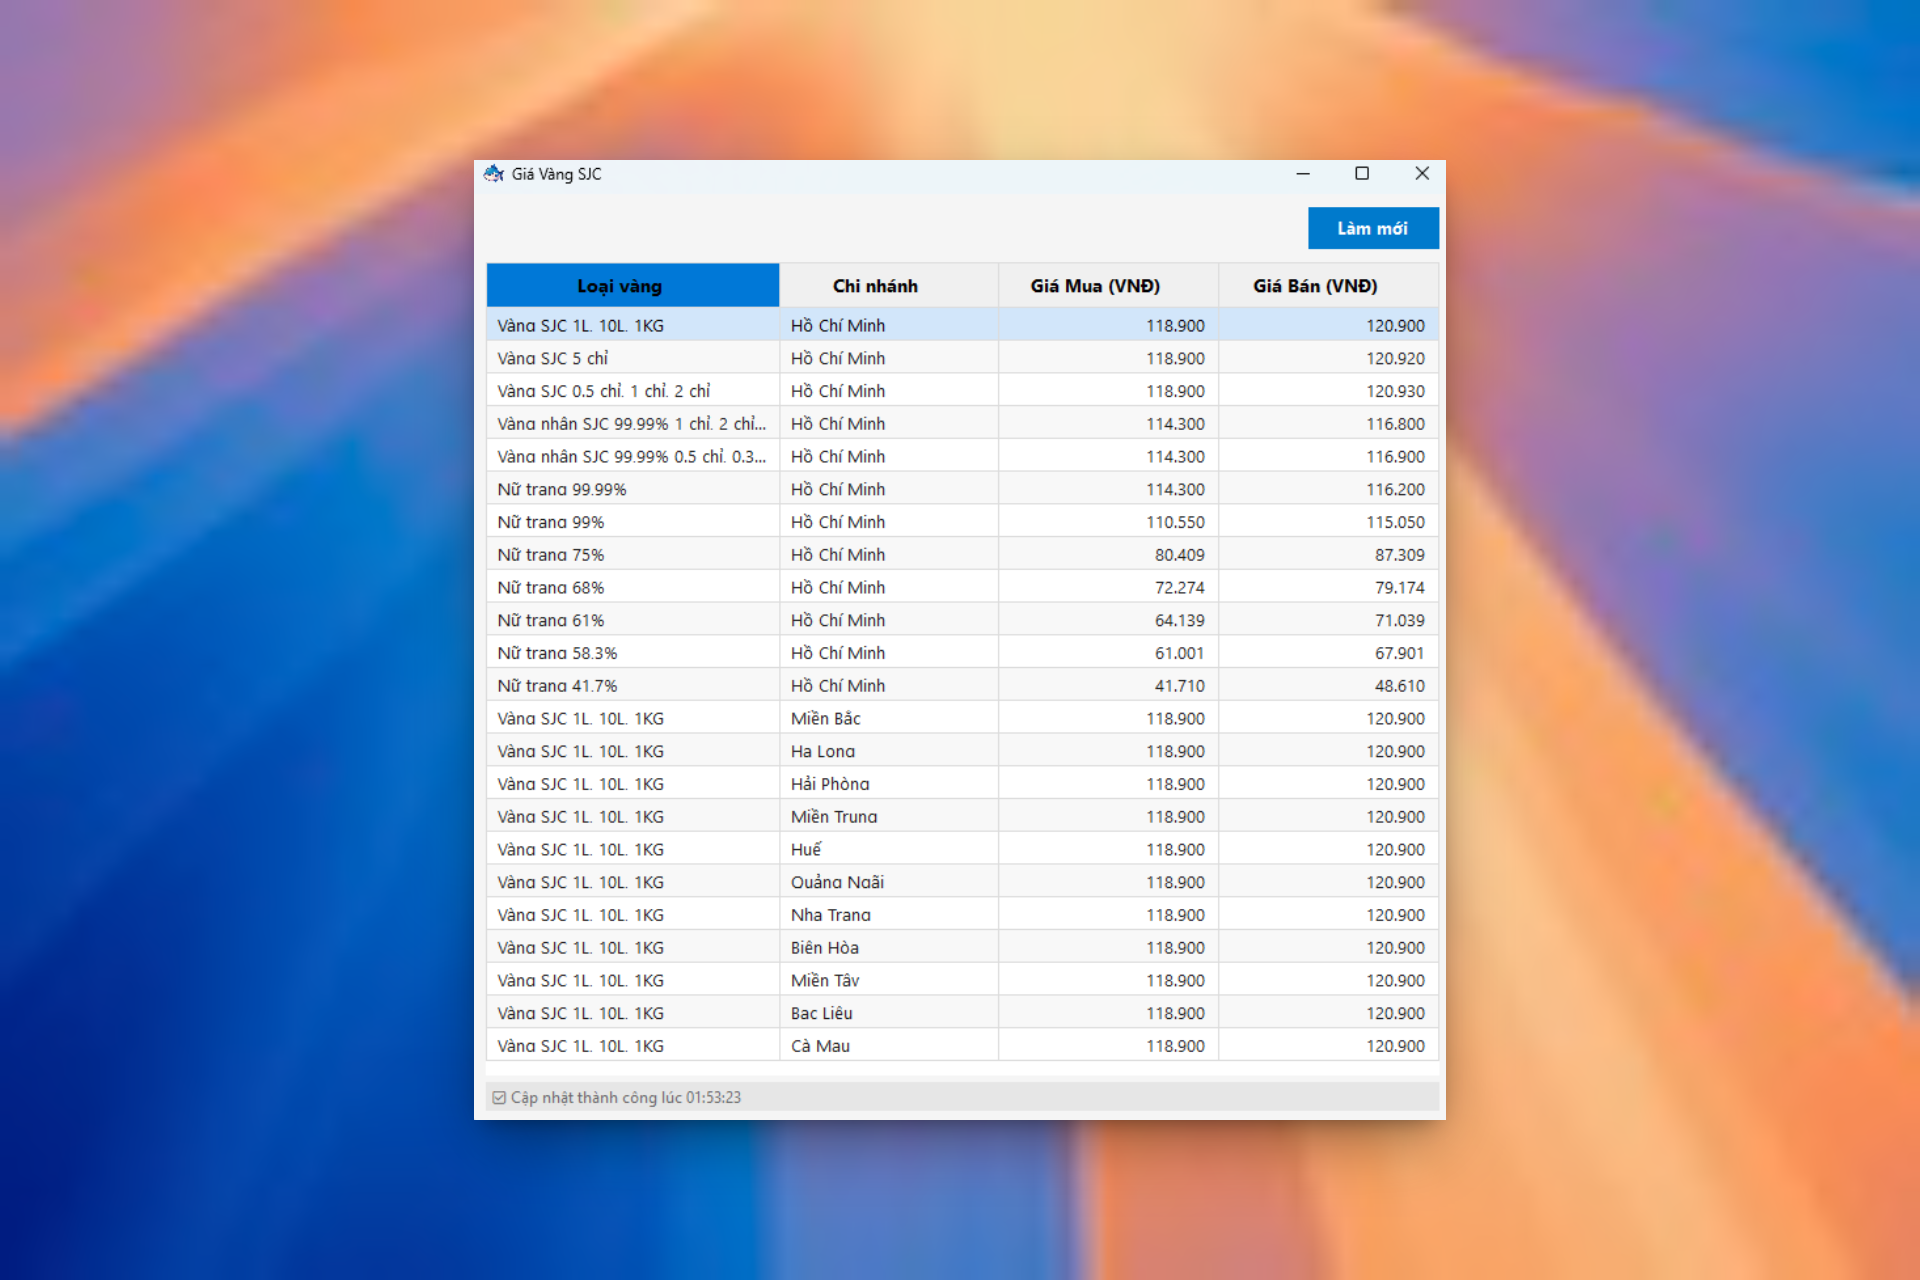 Giá Vàng SJC
Làm mới
Loại vàng Chi nhánh Giá Mua (VNĐ) Giá Bán (VNĐ)
Vàng SJC 1L, 10L, 1KG Hồ Chí Minh 118.900 120.900
Vàng SJC 5 chỉ Hồ Chí Minh 118.900 120.920
Vàng SJC 0.5 chỉ, 1 chỉ, 2 chỉ Hồ Chí Minh 118.900 120.930
Vàng nhẫn SJC 99,99% 1 chỉ, 2 chỉ... Hồ Chí Minh 114.300 116.800
Vàng nhẫn SJC 99,99% 0.5 chỉ, 0.3... Hồ Chí Minh 114.300 116.900
Nữ trang 99,99% Hồ Chí Minh 114.300 116.200
Nữ trang 99% Hồ Chí Minh 110.550 115.050
Nữ trang 75% Hồ Chí Minh 80.409 87.309
Nữ trang 68% Hồ Chí Minh 72.274 79.174
Nữ trang 61% Hồ Chí Minh 64.139 71.039
Nữ trang 58,3% Hồ Chí Minh 61.001 67.901
Nữ trang 41,7% Hồ Chí Minh 41.710 48.610
Vàng SJC 1L, 10L, 1KG Miền Bắc 118.900 120.900
Vàng SJC 1L, 10L, 1KG Hạ Long 118.900 120.900
Vàng SJC 1L, 10L, 1KG Hải Phòng 118.900 120.900
Vàng SJC 1L, 10L, 1KG Miền Trung 118.900 120.900
Vàng SJC 1L, 10L, 1KG Huế 118.900 120.900
Vàng SJC 1L, 10L, 1KG Quảng Ngãi 118.900 120.900
Vàng SJC 1L, 10L, 1KG Nha Trang 118.900 120.900
Vàng SJC 1L, 10L, 1KG Biên Hòa 118.900 120.900
Vàng SJC 1L, 10L, 1KG Miền Tây 118.900 120.900
Vàng SJC 1L, 10L, 1KG Bạc Liêu 118.900 120.900
Vàng SJC 1L, 10L, 1KG Cà Mau 118.900 120.900
Cập nhật thành công lúc 01:53:23